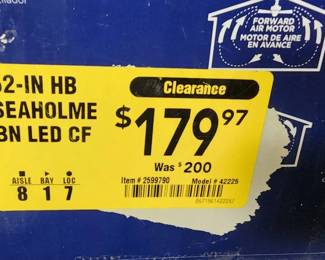 FORWARD
AIR MOTOR
MOTOR DE AIRE
EN AVANCE
52-IN HB
SEAHOLME
BN LED CF
Clearance
$179.97
Was $200
Item # 2599790 Model # 42225
AISLE BAY LOC
8 1 7